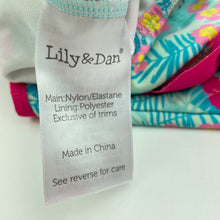 Lily & Dan
Main:Nylon/Elastane
Lining:Polyester
Exclusive of trims
Made in China
See reverse for care